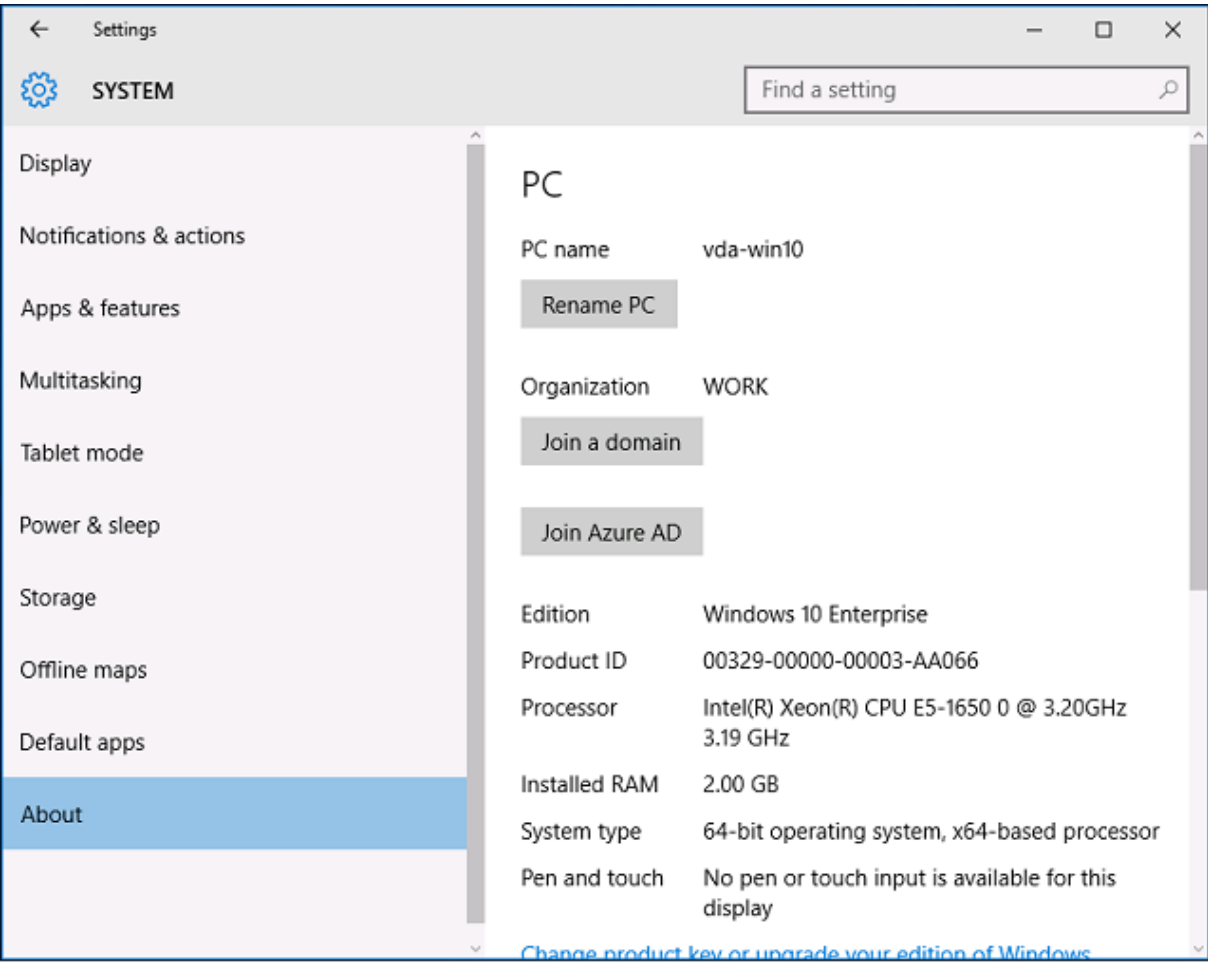 Settings
SYSTEM
Find a setting
Display
Notifications & actions
Apps & features
Multitasking
Tablet mode
Power & sleep
Storage
Offline maps
Default apps
About
PC
PC name vda-win10
Rename PC
Organization WORK
Join a domain
Join Azure AD
Edition Windows 10 Enterprise
Product ID 00329-00000-00003-AA066
Processor Intel(R) Xeon(R) CPU E5-1650 0 @ 3.20GHz
3.19 GHz
Installed RAM 2.00 GB
System type 64-bit operating system, x64-based processor
Pen and touch No pen or touch input is available for this
display
Change product key or upgrade your edition of Windows